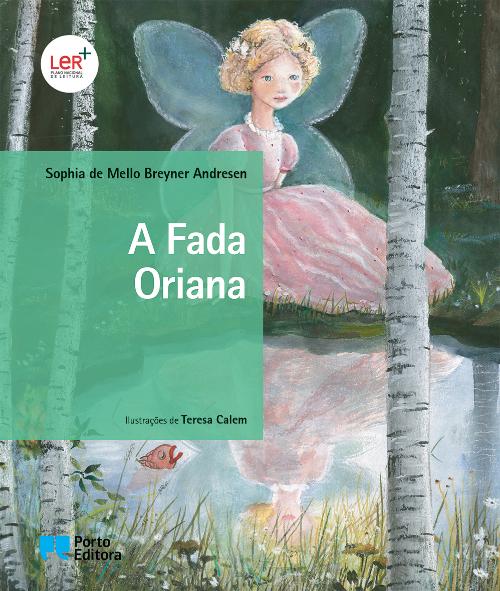 LeR+
PLANO NACIONAL
DE LEITURA
Sophia de Mello Breyner Andresen
A Fada
Oriana
Ilustrações de Teresa Calem
Porto
Editora